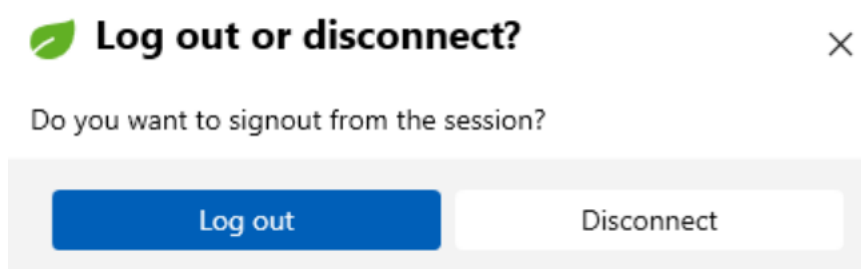 Log out or disconnect?
Do you want to signout from the session?
Log out
Disconnect